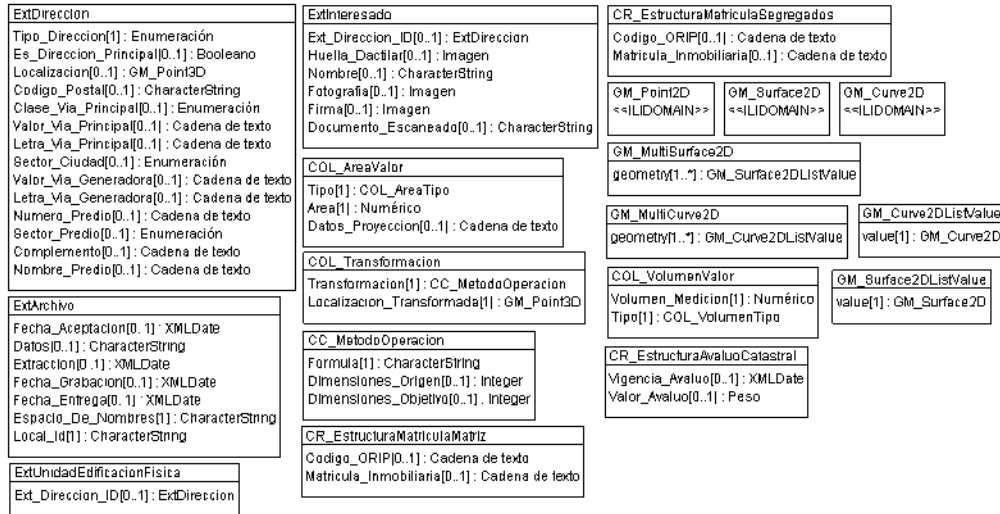 ExtDireccion
Tipo_Direccion[1] : Enumeración
Es_Direccion_Principal[0..1] : Booleano
Localizacion[0..1] : GM_Point3D
Codigo_Postal[0..1] : CharacterString
Clase_Via_Principal[0..1] : Enumeración
Valor_Via_Principal[0..1] : Cadena de texto
Letra_Via_Principal[0..1] : Cadena de texto
Sector_Ciudad[0..1] : Enumeración
Valor_Via_Generadora[0..1] : Cadena de texto
Letra_Via_Generadora[0..1] : Cadena de texto
Numero_Predio[0..1] : Cadena de texto
Sector_Predio[0..1] : Enumeración
Complemento[0..1] : Cadena de texto
Nombre_Predio[0..1] : Cadena de texto
ExtArchivo
Fecha_Aceptacion[0..1] : XMLDate
Datos[0..1] : CharacterString
Extraccion[0..1] : XMLDate
Fecha_Grabacion[0..1] : XMLDate
Fecha_Entrega[0..1] : XMLDate
Espacio_De_Nombres[1] : CharacterString
Local_Id[1] : CharacterString
ExtUnidadEdificacionFisica
Ext_Direccion_ID[0..1] : ExtDireccion
ExtInteresado
Ext_Direccion_ID[0..1] : ExtDireccion
Huella_Dactilar[0..1] : Imagen
Nombre[0..1] : CharacterString
Fotografia[0..1] : Imagen
Firma[0..1] : Imagen
Documento_Escaneado[0..1] : CharacterString
COL_AreaValor
Tipo[1] : COL_AreaTipo
Area[1] : Numérico
Datos_Proyeccion[0..1] : Cadena de texto
COL_Transformacion
Transformacion[1] : CC_MetodoOperacion
Localizacion_Transformada[1] : GM_Point3D
CC_MetodoOperacion
Formula[1] : CharacterString
Dimensiones_Origen[0..1] : Integer
Dimensiones_Objetivo[0..1] : Integer
CR_EstructuraMatriculaMatriz
Codigo_ORIP[0..1] : Cadena de texto
Matricula_Inmobiliaria[0..1] : Cadena de texto
CR_EstructuraMatriculaSegregados
Codigo_ORIP[0..1] : Cadena de texto
Matricula_Inmobiliaria[0..1] : Cadena de texto
GM_Point2D
<<ILIDOMAIN>>
GM_Surface2D
<<ILIDOMAIN>>
GM_Curve2D
<<ILIDOMAIN>>
GM_MultiSurface2D
geometry[1..*] : GM_Surface2DListValue
GM_MultiCurve2D
geometry[1..*] : GM_Curve2DListValue
GM_Curve2DListValue
value[1] : GM_Curve2D
COL_VolumenValor
Volumen_Medicion[1] : Numérico
Tipo[1] : COL_VolumenTipo
GM_Surface2DListValue
value[1] : GM_Surface2D
CR_EstructuraAvaluoCatastral
Vigencia_Avaluo[0..1] : XMLDate
Valor_Avaluo[0..1] : Peso